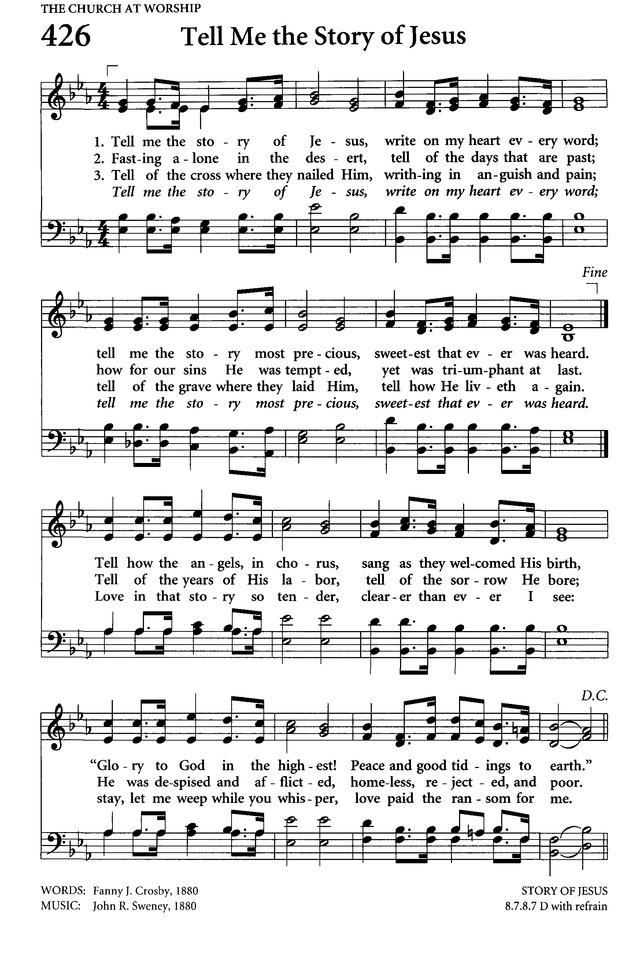 THE CHURCH AT WORSHIP
426 Tell Me the Story of Jesus
1. Tell me the sto - ry of Je - sus, write on my heart ev - ery word;
2. Fast-ing a - lone in the des - ert, tell of the days that are past;
3. Tell of the cross where they nailed Him, writh-ing in an-guish and pain;
Tell me the sto - ry of Je - sus, write on my heart ev - ery word;
Fine
tell me the sto - ry most pre - cious, sweet-est that ev - er was heard.
how for our sins He was tempt - ed, yet was tri-um-phant at last.
tell of the grave where they laid Him, tell how He liv - eth a - gain.
tell me the sto - ry most pre - cious, sweet-est that ev - er was heard.
Tell how the an - gels, in cho - rus, sang as they wel-comed His birth,
Tell of the years of His la - bor, tell of the sor - row He bore;
Love in that sto - ry so ten - der, clear-er than ev - er I see:
D.C.
“Glo - ry to God in the high - est! Peace and good tid - ings to earth.”
He was de-spised and af - flict - ed, home-less, re - ject - ed, and poor.
stay, let me weep while you whis - per, love paid the ran - som for me.
WORDS: Fanny J. Crosby, 1880 STORY OF JESUS
MUSIC: John R. Sweney, 1880 8.7.8.7 D with refrain